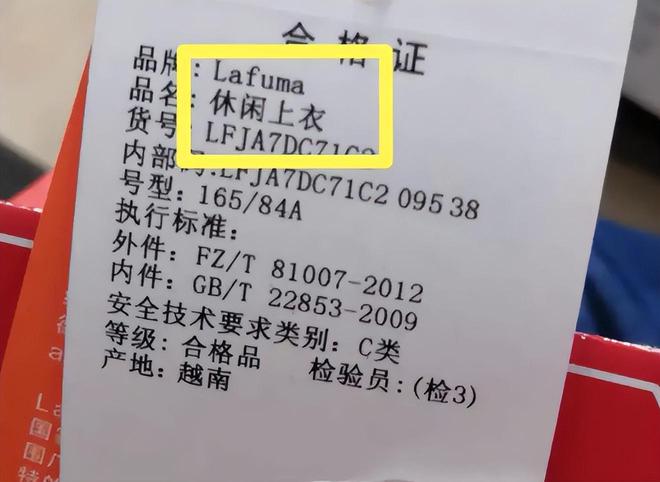 合格证
品牌：Lafuma
品名：休闲上衣
货号：LFJA7DC71C2
内部码:LFJA7DC71C2 095 38
号型：165/84A
执行标准：
外件：FZ/T 81007-2012
内件：GB/T 22853-2009
安全技术要求类别：C类
等级：合格品 检验员：(检3)
产地：越南
La